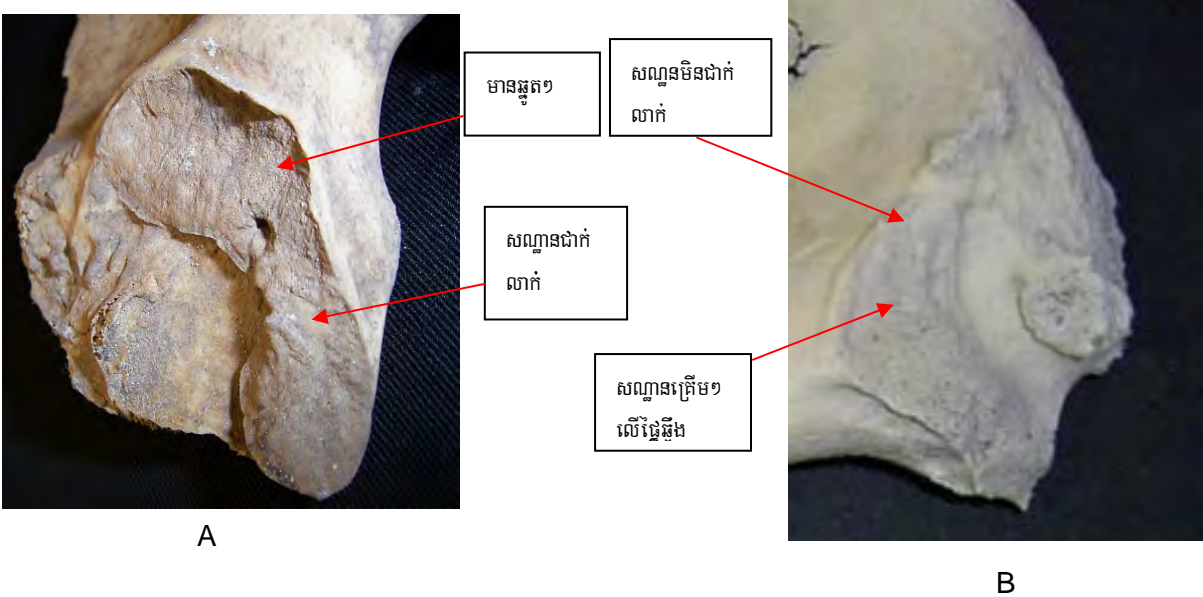 មានឆ្នូតៗ
សណ្ឋនមិនជាក់
លាក់
សណ្ឋានជាក់
លាក់
សណ្ឋានគ្រើមៗ
លើផ្ទៃឆ្អឹង
A
B